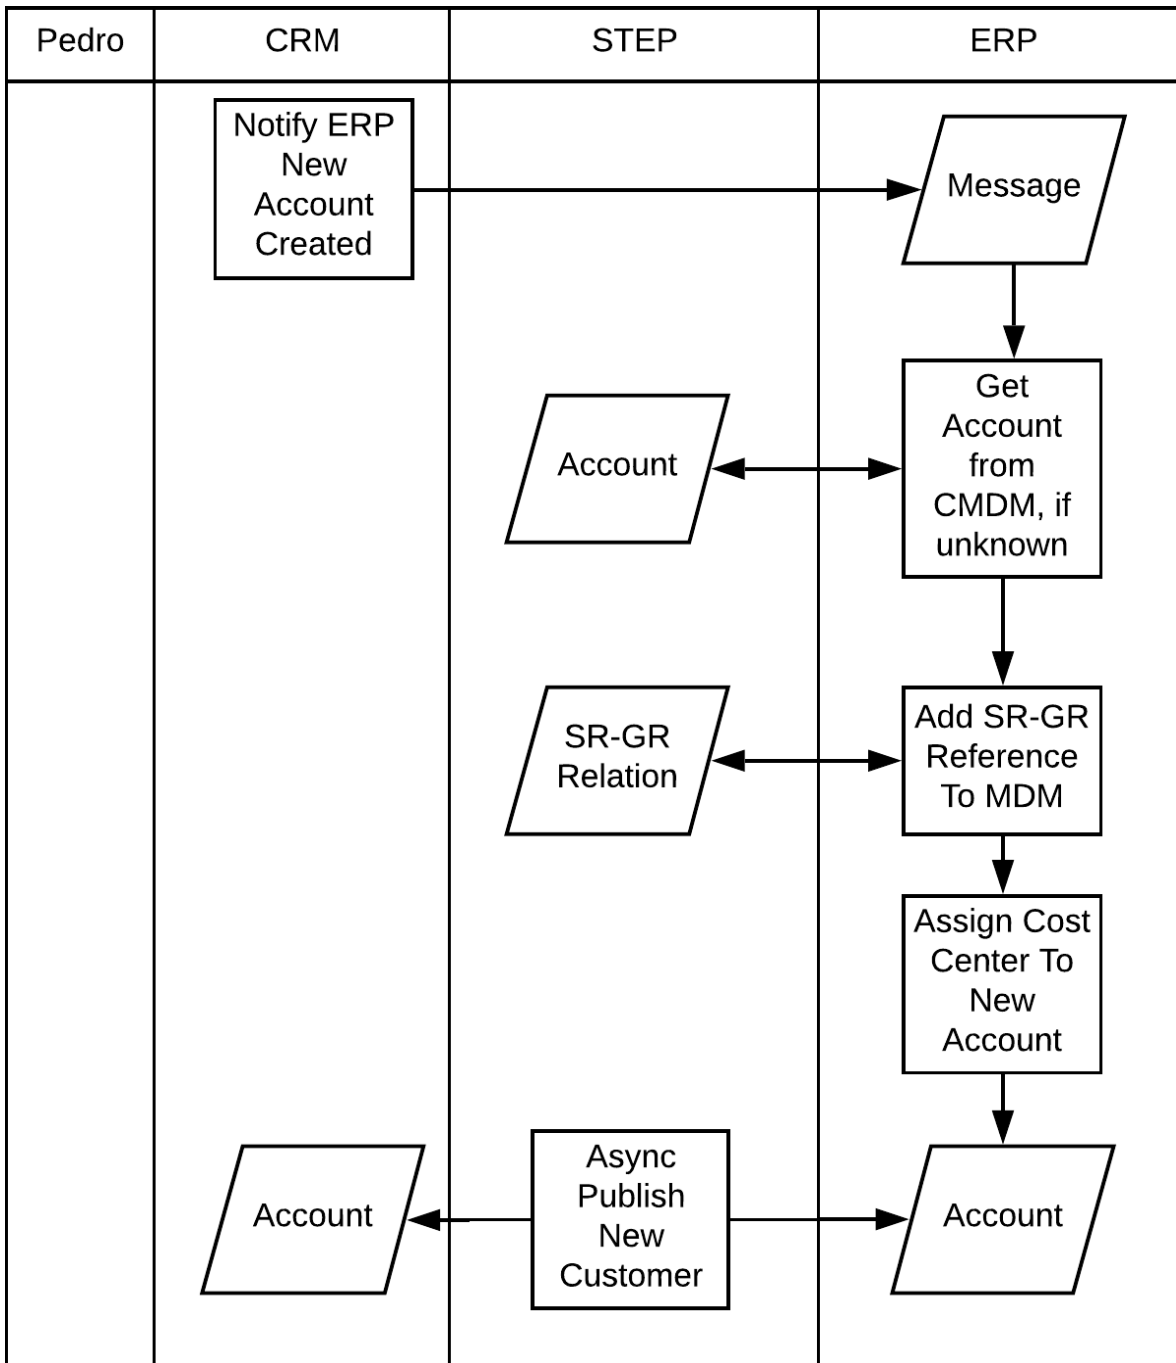 Pedro
CRM
STEP
ERP
Notify ERP
New
Account
Created
Message
Get
Account
from
CMDM, if
unknown
Account
SR-GR
Relation
Add SR-GR
Reference
To MDM
Assign Cost
Center To
New
Account
Account
Async
Publish
New
Customer
Account